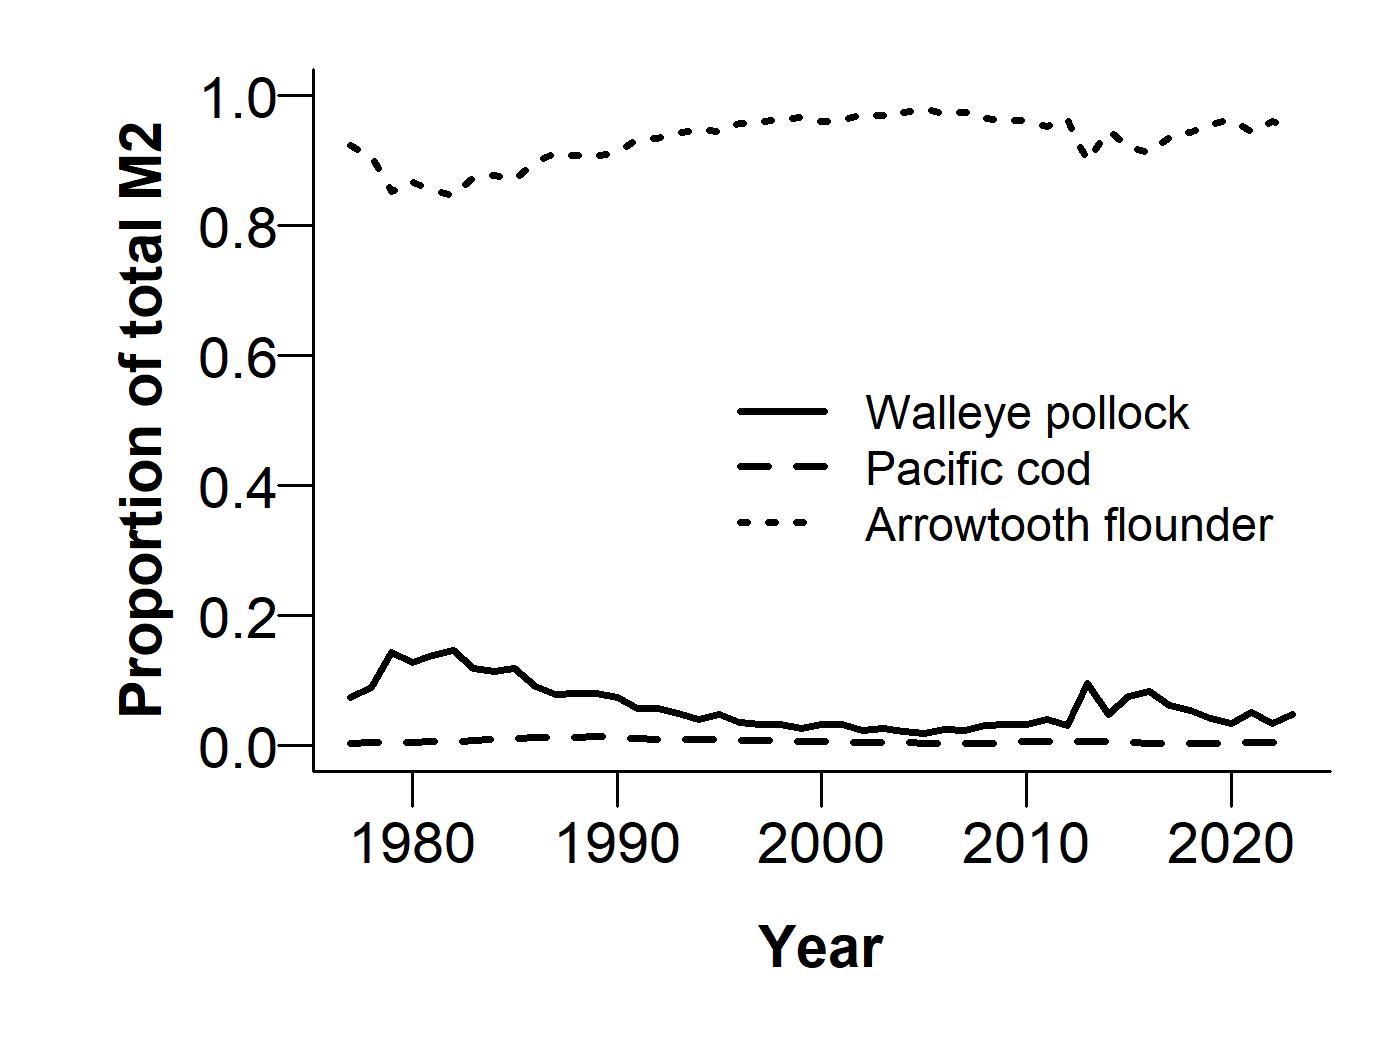 Proportion of total M2
1.0
0.8
0.6
0.4
0.2
0.0
Walleye pollock
Pacific cod
Arrowtooth flounder
1980 1990 2000 2010 2020
Year